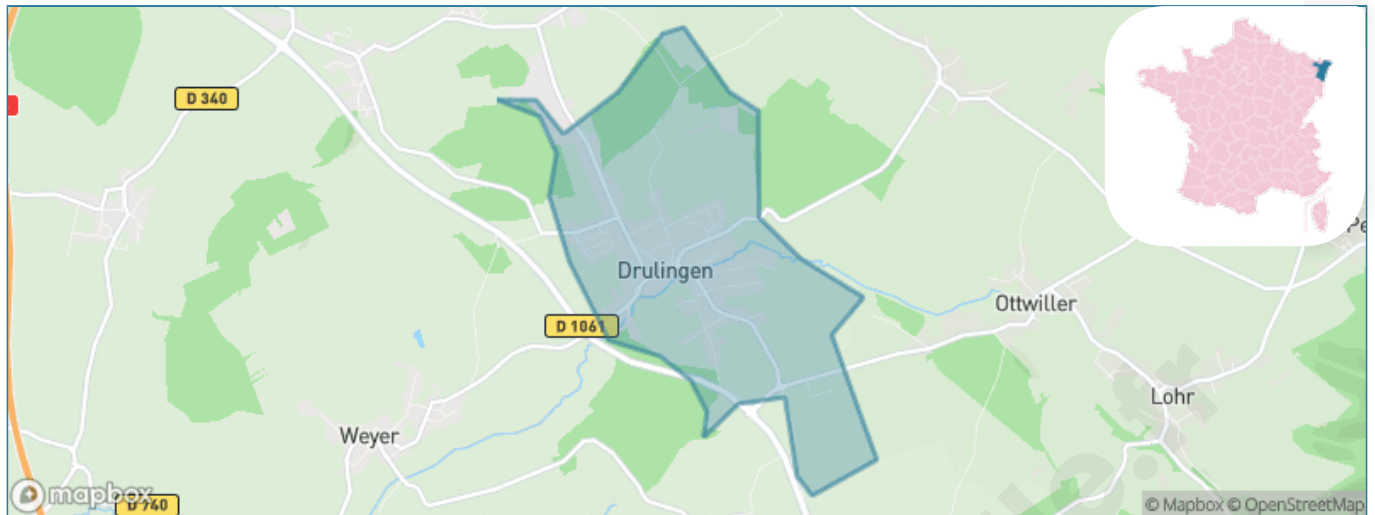 D 340
Drulingen
Ottwiller
D 1061
Lohr
Weyer
mapbox
D 740
© Mapbox © OpenStreetMap